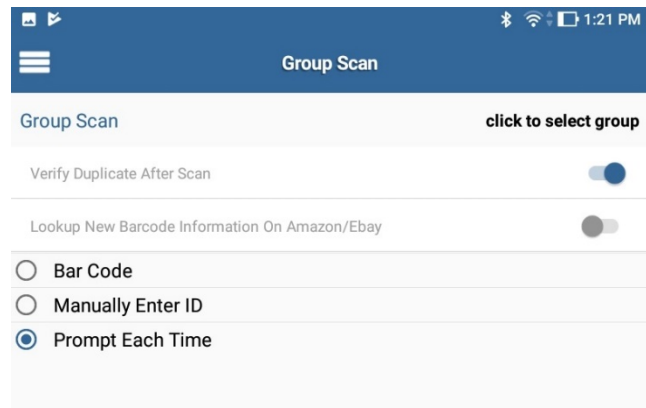 1:21 PM
Group Scan
Group Scan click to select group
Verify Duplicate After Scan
Lookup New Barcode Information On Amazon/Ebay
Bar Code
Manually Enter ID
Prompt Each Time